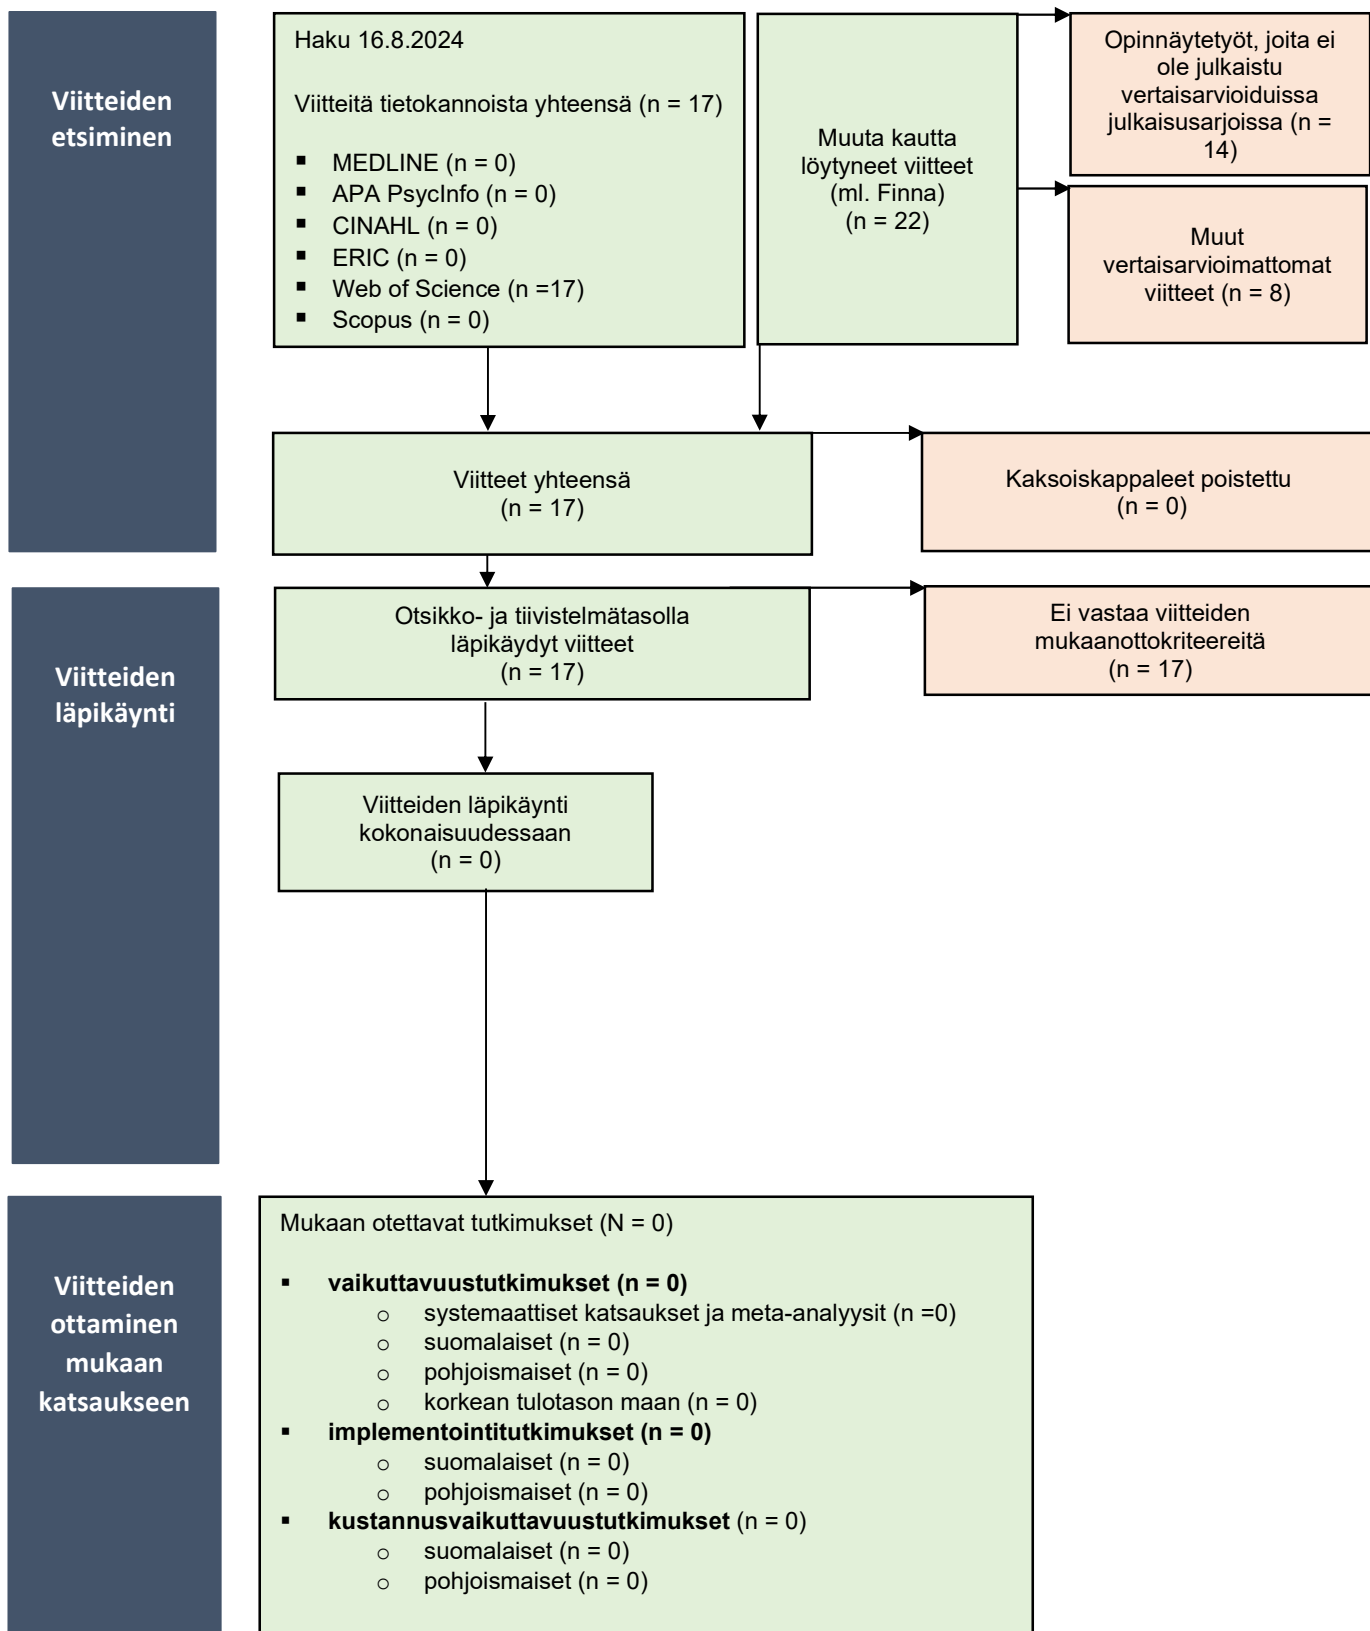 Viitteiden
etsiminen
Haku 16.8.2024
Viitteitä tietokannoista yhteensä (n = 17)
▪ MEDLINE (n = 0)
▪ APA PsycInfo (n = 0)
▪ CINAHL (n = 0)
▪ ERIC (n = 0)
▪ Web of Science (n =17)
▪ Scopus (n = 0)
Muuta kautta
löytyneet viitteet
(ml. Finna)
(n = 22)
Opinnäytetyöt, joita ei
ole julkaistu
vertaisarvioiduissa
julkaisusarjoissa (n =
14)
Muut
vertaisarvioimattomat
viitteet (n = 8)
Viitteet yhteensä
(n = 17)
Kaksoiskappaleet poistettu
(n = 0)
Viitteiden
läpikäynti
Otsikko- ja tiivistelmätasolla
läpikäydyt viitteet
(n = 17)
Ei vastaa viitteiden
mukaanottokriteereitä
(n = 17)
Viitteiden läpikäynti
kokonaisuudessaan
(n = 0)
Viitteiden
ottaminen
mukaan
katsaukseen
Mukaan otettavat tutkimukset (N = 0)
▪ vaikuttavuustutkimukset (n = 0)
o systemaattiset katsaukset ja meta-analyysit (n =0)
o suomalaiset (n = 0)
o pohjoismaiset (n = 0)
o korkean tulotason maan (n = 0)
▪ implementointitutkimukset (n = 0)
o suomalaiset (n = 0)
o pohjoismaiset (n = 0)
▪ kustannusvaikuttavuustutkimukset (n = 0)
o suomalaiset (n = 0)
o pohjoismaiset (n = 0)